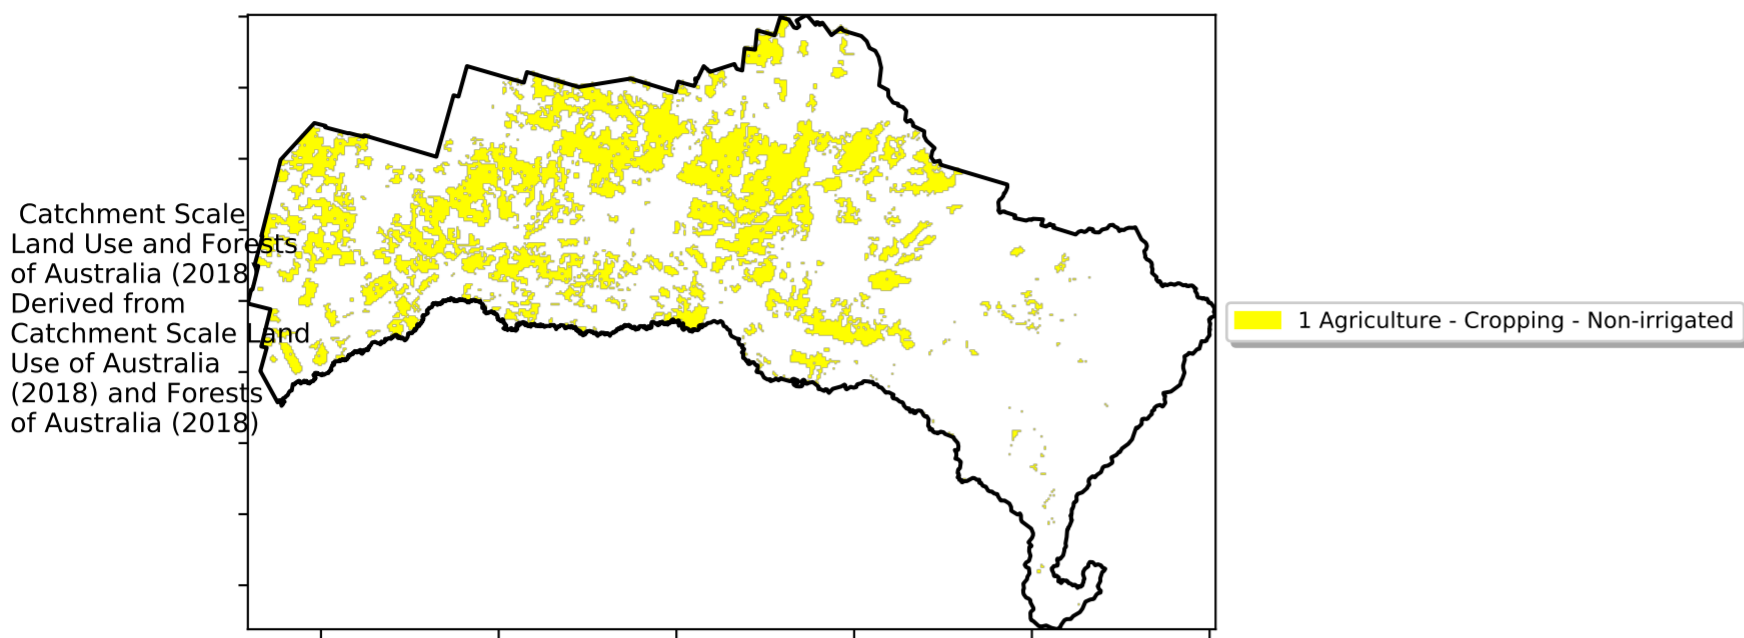 Catchment Scale
Land Use and Forests
of Australia (2018)
Derived from
Catchment Scale Land
Use of Australia
(2018) and Forests
of Australia (2018)
1 Agriculture - Cropping - Non-irrigated